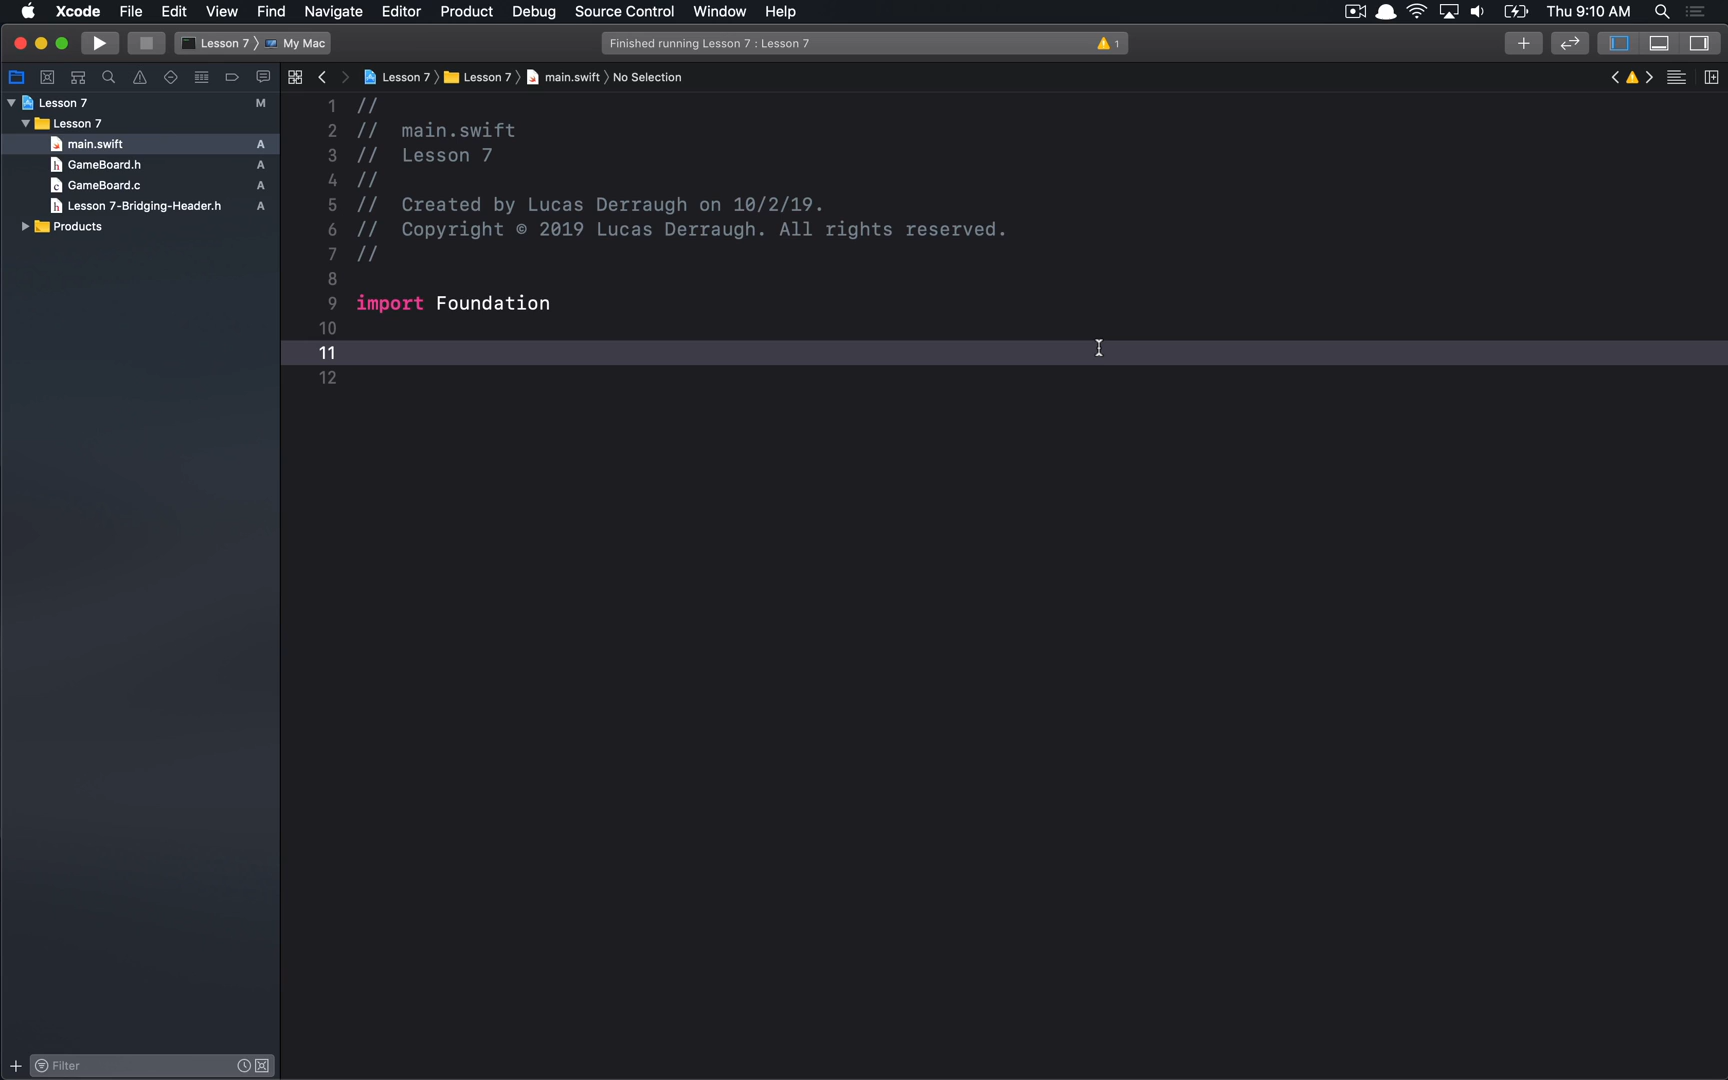 Xcode File Edit View Find Navigate Editor Product Debug Source Control Window Help Thu 9:10 AM
Lesson 7 My Mac Finished running Lesson 7 : Lesson 7 1
Lesson 7 Lesson 7 main.swift No Selection
Lesson 7 M
Lesson 7
main.swift A
GameBoard.h A
GameBoard.c A
Lesson 7-Bridging-Header.h A
Products
1 //
2 // main.swift
3 // Lesson 7
4 //
5 // Created by Lucas Derraugh on 10/2/19.
6 // Copyright © 2019 Lucas Derraugh. All rights reserved.
7 //
8
9 import Foundation
10
11
12
Filter